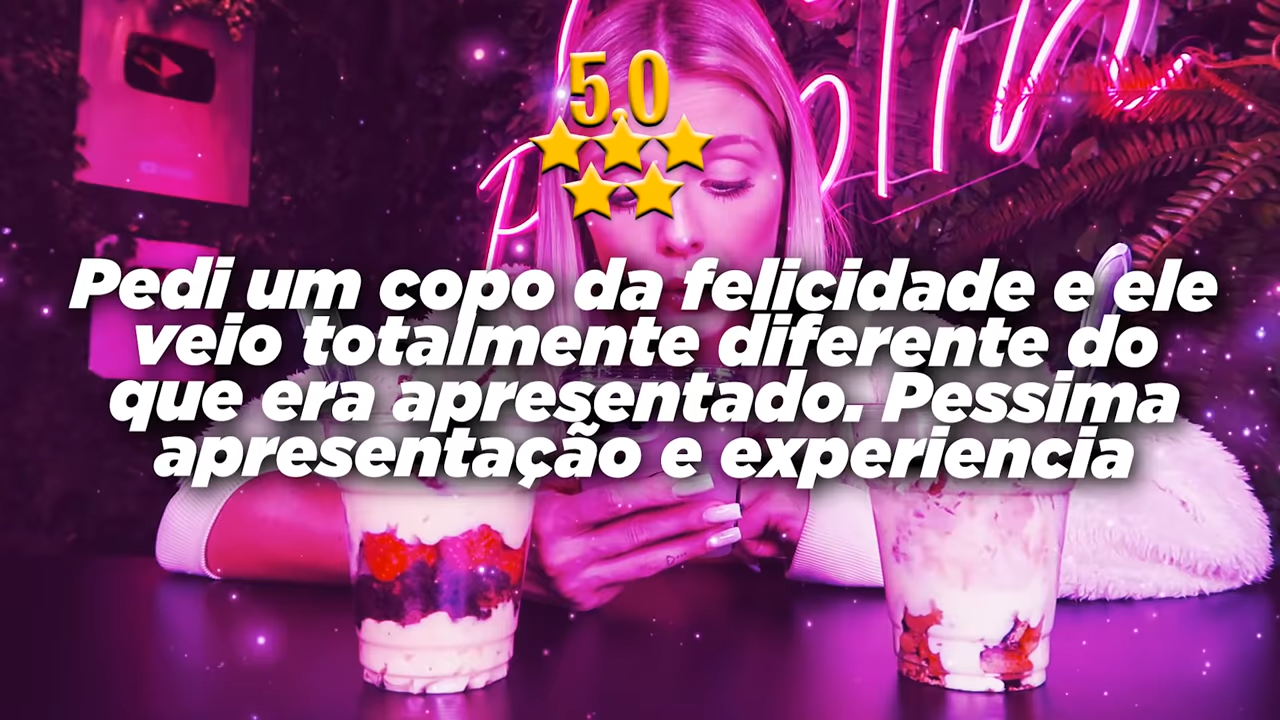 5.0
Pedi um copo da felicidade e ele
veio totalmente diferente do
que era apresentado. Pessima
apresentação e experiencia